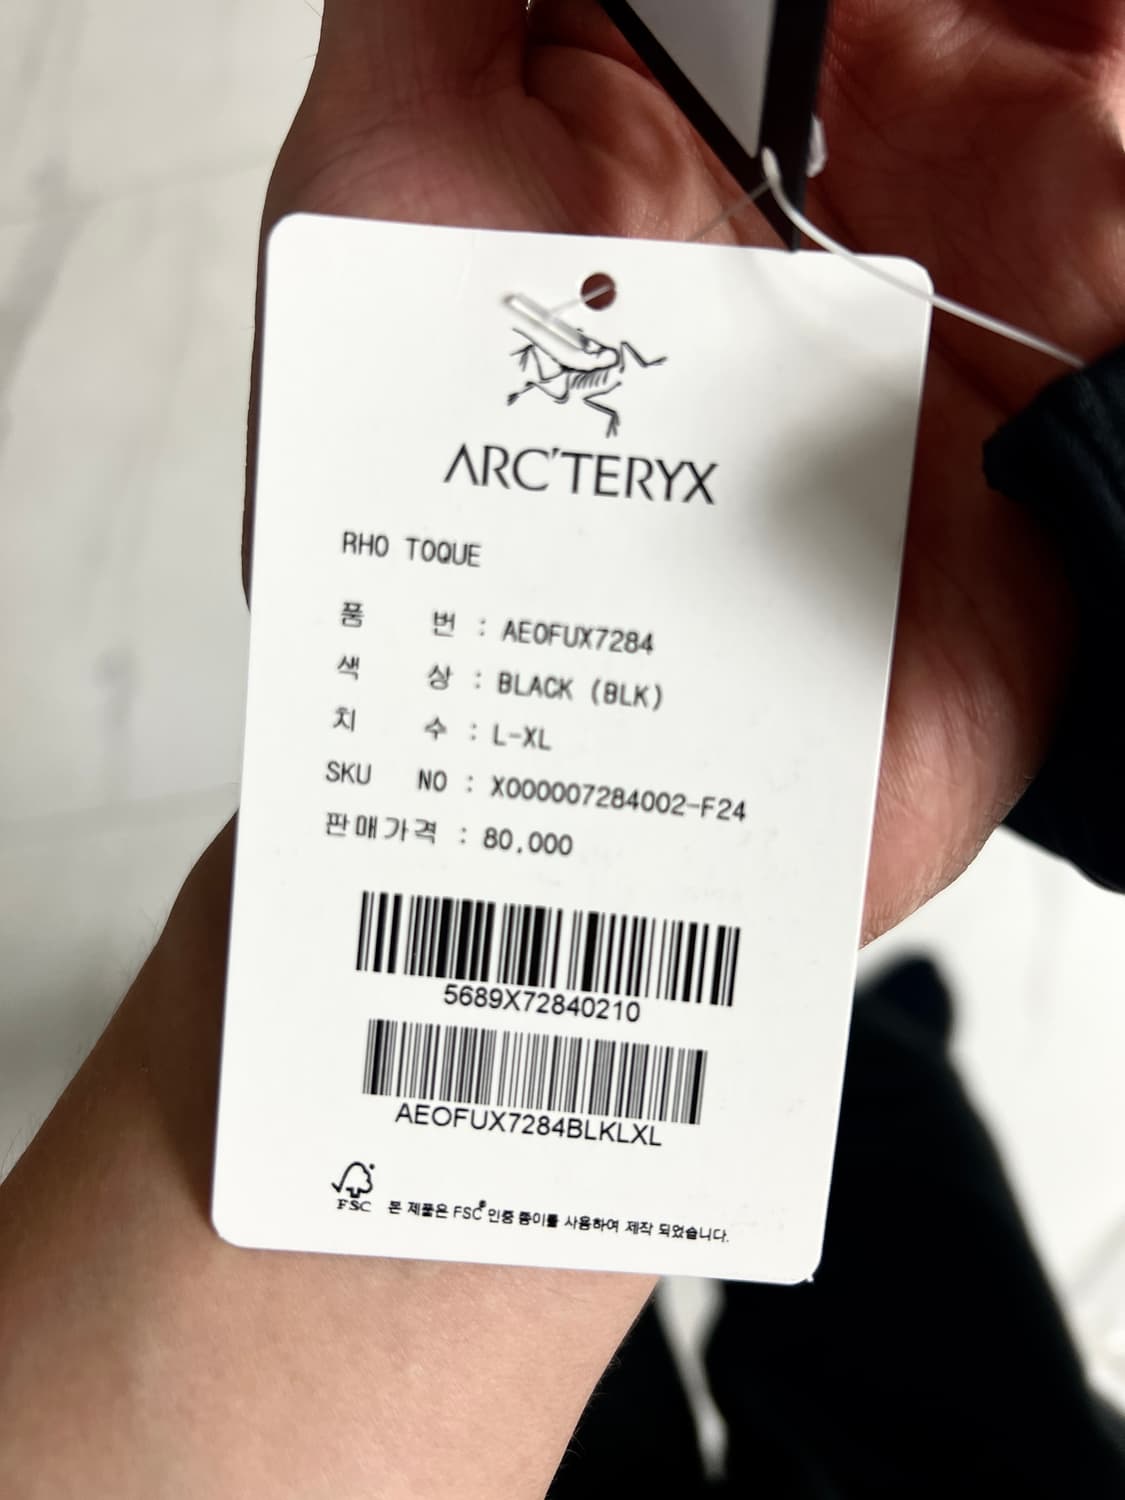 ARC'TERYX
RHO TOQUE
품 번 : AEOFUX7284
색 상 : BLACK (BLK)
치 수 : L-XL
SKU NO : X000007284002-F24
판매가격 : 80,000
5689X72840210
AEOFUX7284BLKLXL
FSC 본 제품은 FSC® 인증 종이를 사용하여 제작 되었습니다.